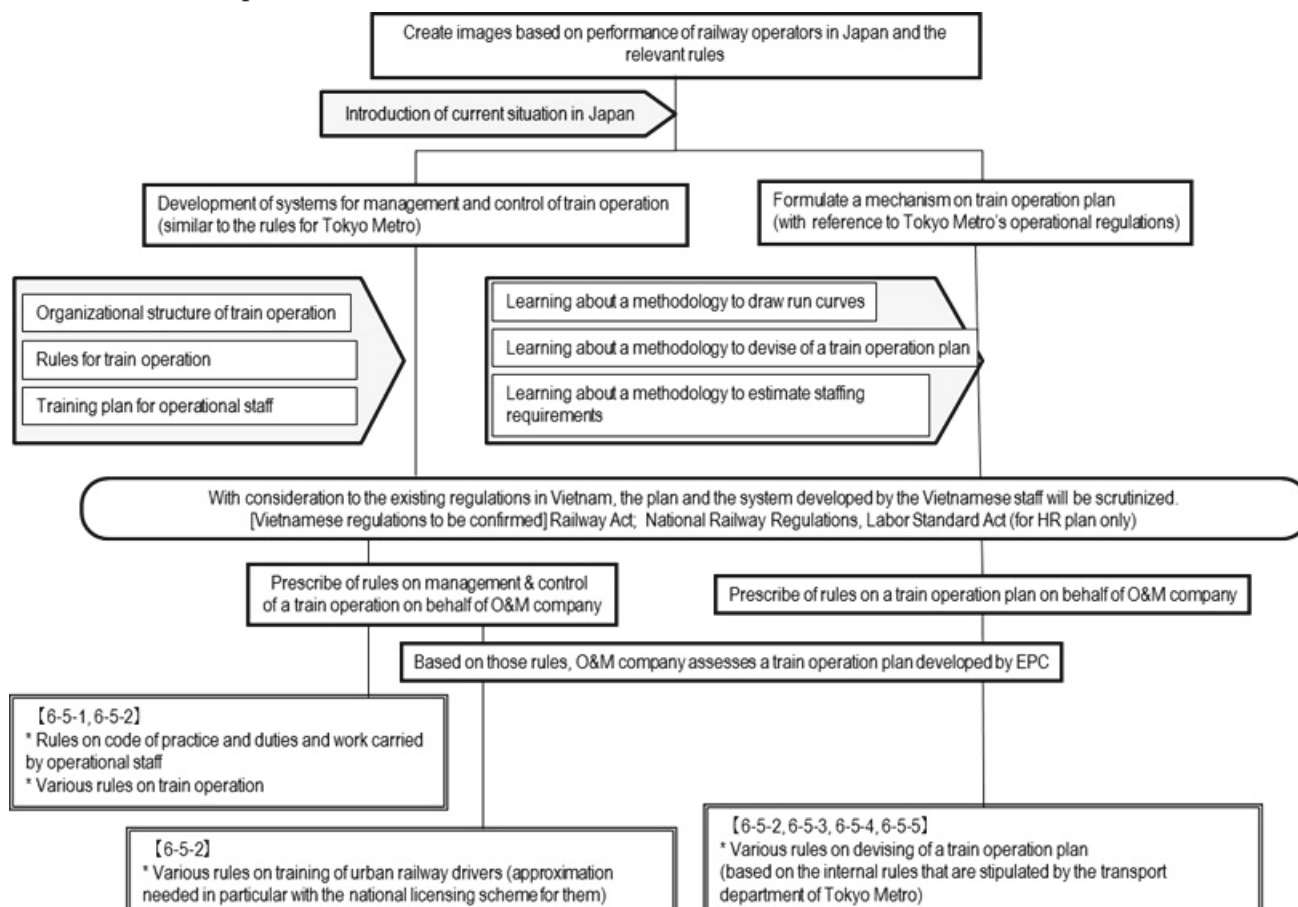 Create images based on performance of railway operators in Japan and the
relevant rules
Introduction of current situation in Japan
Development of systems for management and control of train operation
(similar to the rules for Tokyo Metro)
Formulate a mechanism on train operation plan
(with reference to Tokyo Metro's operational regulations)
Organizational structure of train operation
Rules for train operation
Training plan for operational staff
Learning about a methodology to draw run curves
Learning about a methodology to devise of a train operation plan
Learning about a methodology to estimate staffing
requirements
With consideration to the existing regulations in Vietnam, the plan and the system developed by the Vietnamese staff will be scrutinized.
[Vietnamese regulations to be confirmed] Railway Act; National Railway Regulations, Labor Standard Act (for HR plan only)
Prescribe of rules on management & control
of a train operation on behalf of O&M company
Prescribe of rules on a train operation plan on behalf of O&M company
Based on those rules, O&M company assesses a train operation plan developed by EPC
【6-5-1, 6-5-2】
* Rules on code of practice and duties and work carried
by operational staff
* Various rules on train operation
【6-5-2】
* Various rules on training of urban railway drivers (approximation
needed in particular with the national licensing scheme for them)
【6-5-2, 6-5-3, 6-5-4, 6-5-5】
* Various rules on devising of a train operation plan
(based on the internal rules that are stipulated by the transport
department of Tokyo Metro)